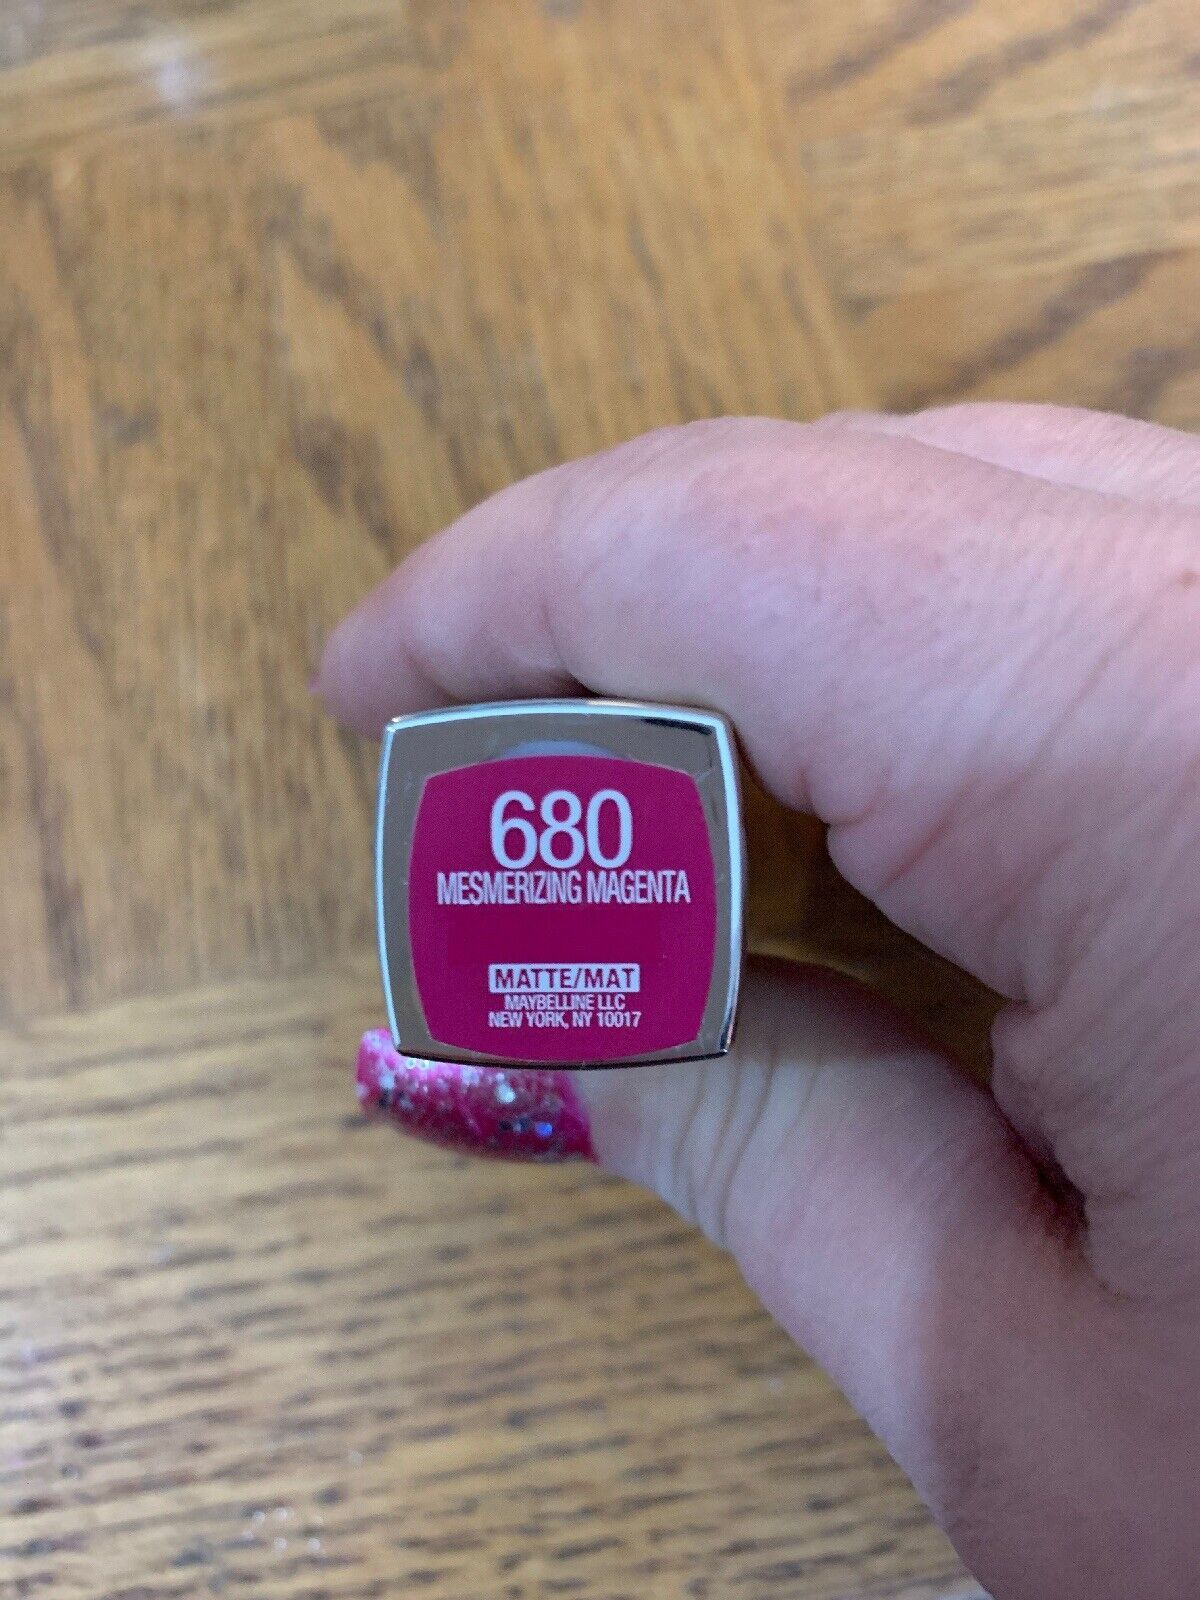 680
MESMERIZING MAGENTA
MATTE/MAT
MAYBELLINE LLC
NEW YORK, NY 10017